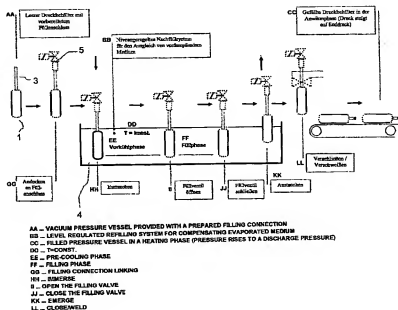 AA
Leerer Druckbehälter mit
vorbereitetem
Füllanschluss
5
3
1
BB
Niveaugeregeltes Nachfüllsystem
für den Ausgleich von verdampftem
Medium
CC
Gefüllte Druckbehälter in der
Anwärmphase (Druck steigt
auf Enddruck)
DD
T = konst.
EE
Vorkühlphase
FF
Füllphase
GG
Andocken an Füll-
anschluss
4
HH
Eintauchen
II
Füllventil
öffnen
JJ
Füllventil
schließen
KK
Austauchen
LL
Verschließen /
Verschweißen
AA ... VACUUM PRESSURE VESSEL PROVIDED WITH A PREPARED FILLING CONNECTION
BB ... LEVEL REGULATED REFILLING SYSTEM FOR COMPENSATING EVAPORATED MEDIUM
CC ... FILLED PRESSURE VESSEL IN A HEATING PHASE (PRESSURE RISES TO A DISCHARGE PRESSURE)
DD ... T=CONST.
EE ... PRE-COOLING PHASE
FF ... FILLING PHASE
GG ... FILLING CONNECTION LINKING
HH ... IMMERSE
II ... OPEN THE FILLING VALVE
JJ ... CLOSE THE FILLING VALVE
KK ... EMERGE
LL ... CLOSE/WELD